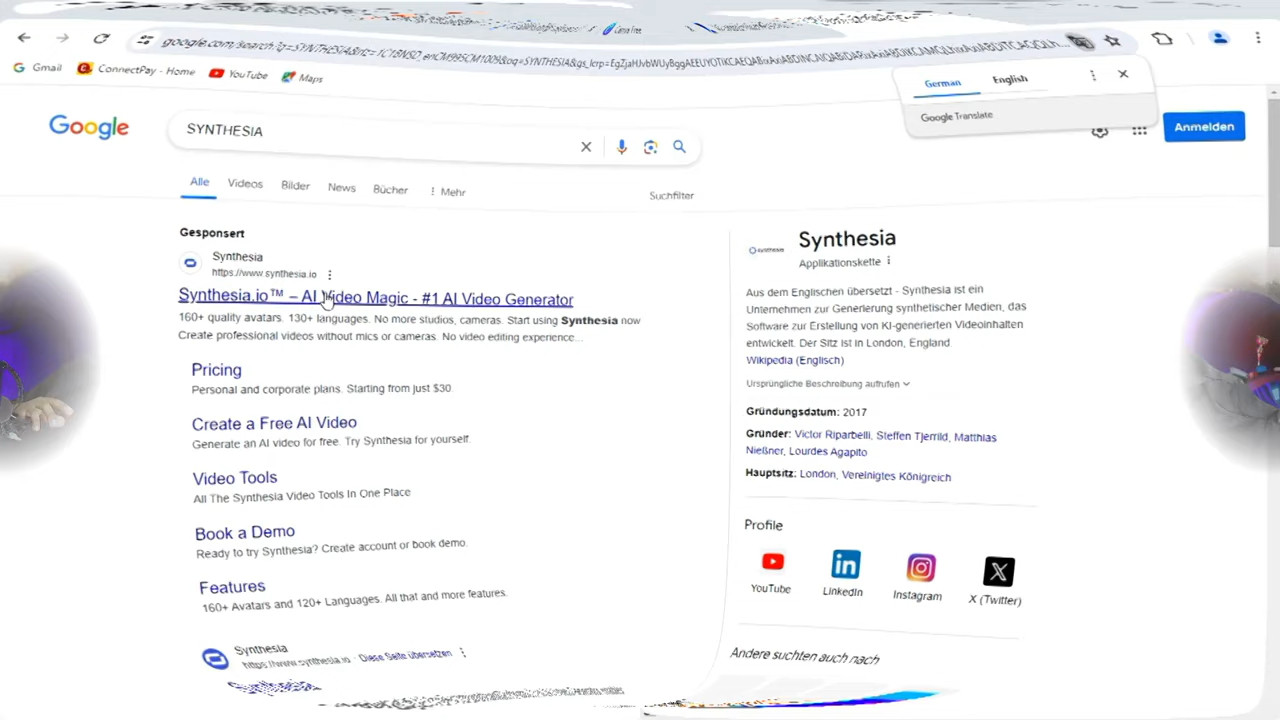 Canva Free
google.com/search?q=SYNTHESIA&rlz=
Gmail
ConnectPay - Home
YouTube
Maps
German
English
Google Translate
Google
SYNTHESIA
Anmelden
Alle
Videos
Bilder
News
Bücher
Mehr
Suchfilter
Gesponsert
Synthesia
https://www.synthesia.io
Synthesia.io™ – AI Video Magic - #1 AI Video Generator
160+ quality avatars. 130+ languages. No more studios, cameras. Start using Synthesia now
Create professional videos without mics or cameras. No video editing experience...
Pricing
Personal and corporate plans. Starting from just $30.
Create a Free AI Video
Generate an AI video for free. Try Synthesia for yourself.
Video Tools
All The Synthesia Video Tools In One Place
Book a Demo
Ready to try Synthesia? Create account or book demo.
Features
160+ Avatars and 120+ Languages. All that and more features.
Synthesia
https://www.synthesia.io · Diese Seite übersetzen
Synthesia
Synthesia
Applikationskette
Aus dem Englischen übersetzt - Synthesia ist ein
Unternehmen zur Generierung synthetischer Medien, das
Software zur Erstellung von KI-generierten Videoinhalten
entwickelt. Der Sitz ist in London, England.
Wikipedia (Englisch)
Ursprüngliche Beschreibung aufrufen
Gründungsdatum: 2017
Gründer: Victor Riparbelli, Steffen Tjerrild, Matthias
Nießner, Lourdes Agapito
Hauptsitz: London, Vereinigtes Königreich
Profile
YouTube
LinkedIn
Instagram
X (Twitter)
Andere suchten auch nach